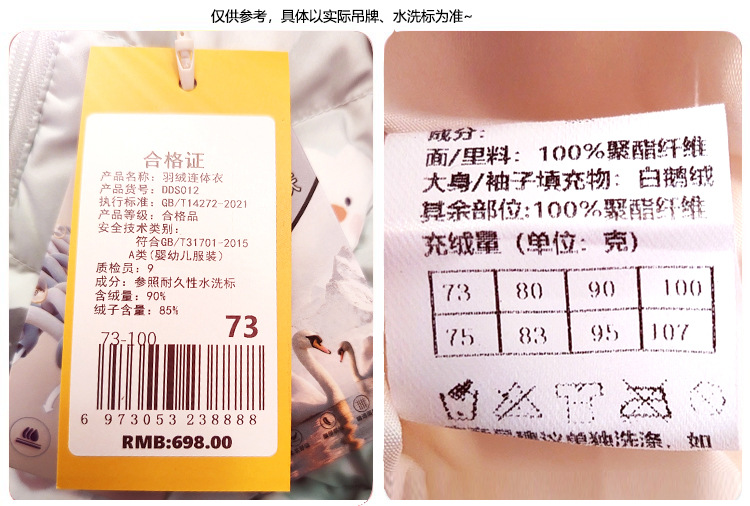 仅供参考，具体以实际吊牌、水洗标为准~
合格证
产品名称：羽绒连体衣
产品货号：DDS012
执行标准：GB/T14272-2021
产品等级：合格品
安全技术类别：
符合GB/T31701-2015
A类(婴幼儿服装)
质检员：9
成分：参照耐久性水洗标
含绒量：90%
绒子含量：85%
73
73-100
6 973053 238888
RMB:698.00
成分：
面/里料：100%聚酯纤维
大身/袖子填充物：白鹅绒
其余部位:100%聚酯纤维
充绒量（单位：克）
73 80 90 100
75 83 95 107
建议单独洗涤，如